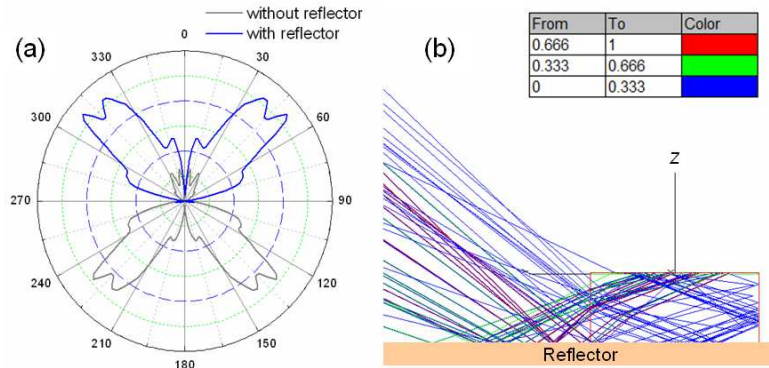 without reflector
with reflector
(a)
0
30
60
90
120
150
180
210
240
270
300
330
(b)
From To Color
0.666 1
0.333 0.666
0 0.333
Z
Reflector